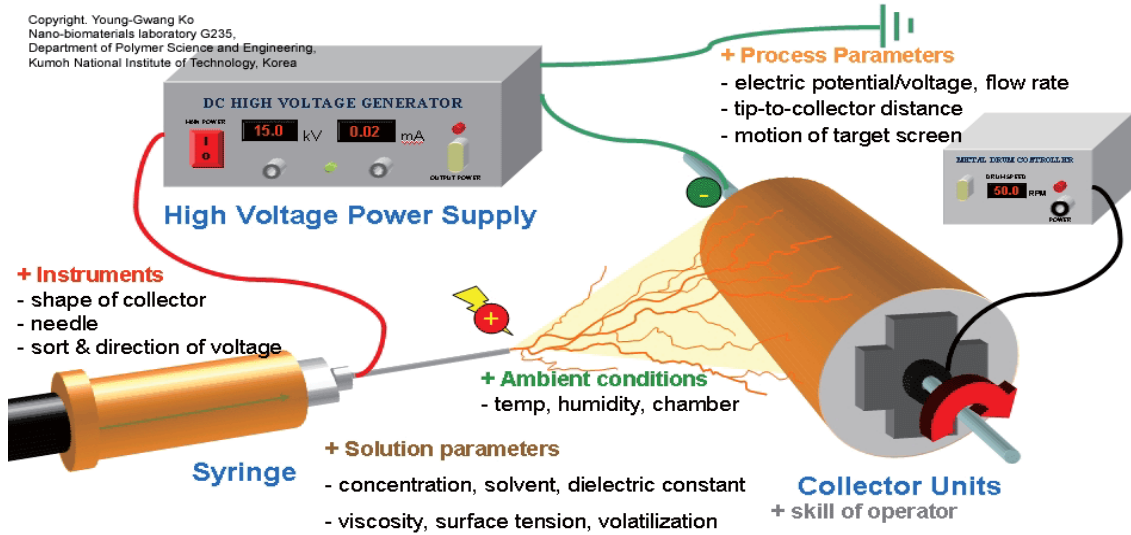 Copyright. Young-Gwang Ko
Nano-biomaterials laboratory G235,
Department of Polymer Science and Engineering,
Kumoh National Institute of Technology, Korea
+ Process Parameters
- electric potential/voltage, flow rate
- tip-to-collector distance
- motion of target screen
DC HIGH VOLTAGE GENERATOR
MAIN POWER
I
O
15.0 kV
0.02 mA
OUTPUT POWER
High Voltage Power Supply
METAL DRUM CONTROLLER
DRUM SPEED
50.0 RPM
POWER
-
+ Instruments
- shape of collector
- needle
- sort & direction of voltage
+
+ Ambient conditions
- temp, humidity, chamber
Syringe
+ Solution parameters
- concentration, solvent, dielectric constant
- viscosity, surface tension, volatilization
Collector Units
+ skill of operator